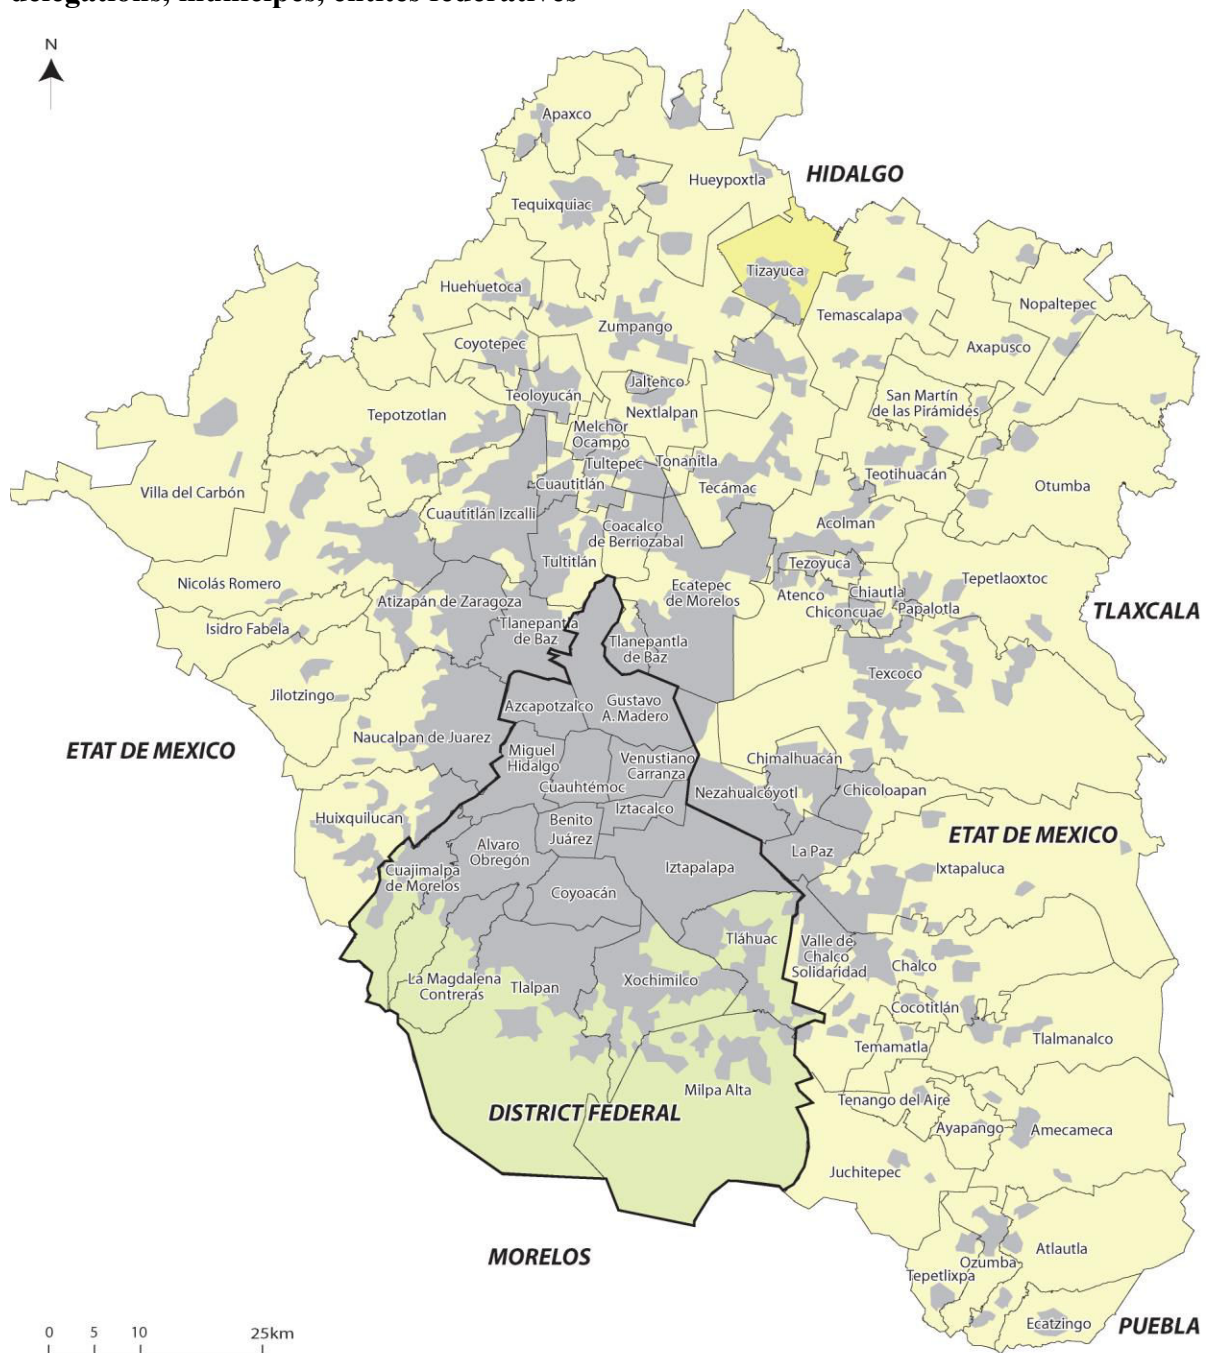 delegations, municipes, entités fédératives
N
Apaxco
HIDALGO
Hueypoxtla
Tequixquiac
Tizayuca
Huehuetoca
Nopaltepec
Zumpango
Temascalapa
Coyotepec
Axapusco
Jaltenco
Teoloyucán
San Martín
de las Pirámides
Tepotzotlan
Nextlalpan
Melchor
Ocampo
Tultepec
Tonanitla
Teotihuacán
Cuautitlán
Otumba
Villa del Carbón
Tecámac
Cuautitlán Izcalli
Acolman
Coacalco
de Berriozabal
Tultitlán
Tezoyuca
Nicolás Romero
Ecatepec
de Morelos
Tepetlaoxtoc
Atenco
Chiautla
Atizapán de Zaragoza
Chiconcuac
Papalotla
TLAXCALA
Isidro Fabela
Tlanepantla
de Baz
Tlanepantla
de Baz
Texcoco
Jilotzingo
Azcapotzalco
Gustavo
A. Madero
ETAT DE MEXICO
Naucalpan de Juarez
Miguel
Hidalgo
Venustiano
Carranza
Chimalhuacán
Cuauhtémoc
Nezahualcóyotl
Chicoloapan
Iztacalco
Huixquilucan
Benito
Juárez
ETAT DE MEXICO
Alvaro
Obregón
La Paz
Cuajimalpa
de Morelos
Iztapalapa
Ixtapaluca
Coyoacán
Tláhuac
Valle de
Chalco
Solidaridad
Chalco
La Magdalena
Contreras
Tlalpan
Xochimilco
Cocotitlán
Temamatla
Tlalmanalco
Milpa Alta
Tenango del Aire
DISTRICT FEDERAL
Ayapango
Amecameca
Juchitepec
MORELOS
Atlautla
Ozumba
Tepetlixpa
Ecatzingo
PUEBLA
0 5 10 25km